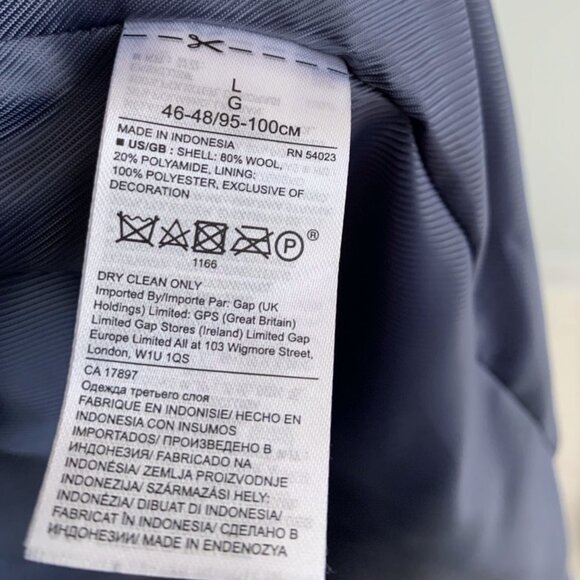 L
G
46-48/95-100CM
MADE IN INDONESIA RN 54023
■ US/GB : SHELL: 80% WOOL,
20% POLYAMIDE, LINING:
100% POLYESTER, EXCLUSIVE OF
DECORATION
P ®
1166
DRY CLEAN ONLY
Imported By/Importe Par: Gap (UK
Holdings) Limited: GPS (Great Britain)
Limited Gap Stores (Ireland) Limited Gap
Europe Limited All at 103 Wigmore Street,
London, W1U 1QS
CA 17897
Одежда третьего слоя
FABRIQUE EN INDONISIE/ HECHO EN
INDONESIA CON INSUMOS
IMPORTADOS/ ПРОИЗВЕДЕНО В
ИНДОНЕЗИЯ/ FABRICADO NA
INDONÉSIA/ ZEMLJA PROIZVODNJE
INDONEZIJA/ SZÁRMAZÁSI HELY:
INDONÉZIA/ DIBUAT DI INDONESIA/
FABRICAT ÎN INDONEZIA/ СДЕЛАНО В
ИНДОНЕЗИИ/ MADE IN ENDENOZYA